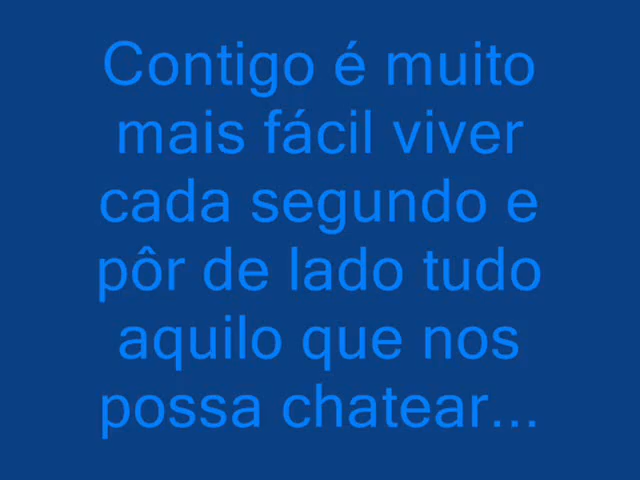 Contigo é muito
mais fácil viver
cada segundo e
pôr de lado tudo
aquilo que nos
possa chatear...